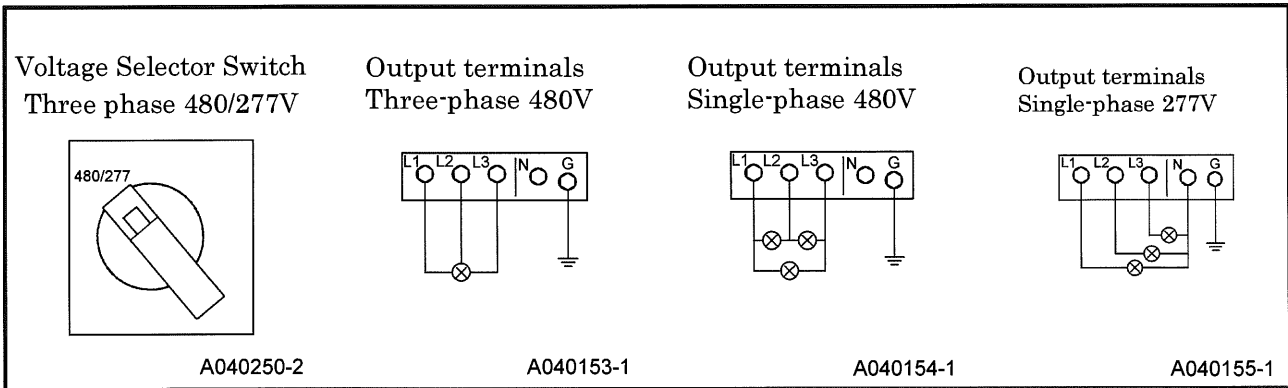 Voltage Selector Switch
Three phase 480/277V
480/277
A040250-2
Output terminals
Three-phase 480V
L1 L2 L3 N G
A040153-1
Output terminals
Single-phase 480V
L1 L2 L3 N G
A040154-1
Output terminals
Single-phase 277V
L1 L2 L3 N G
A040155-1